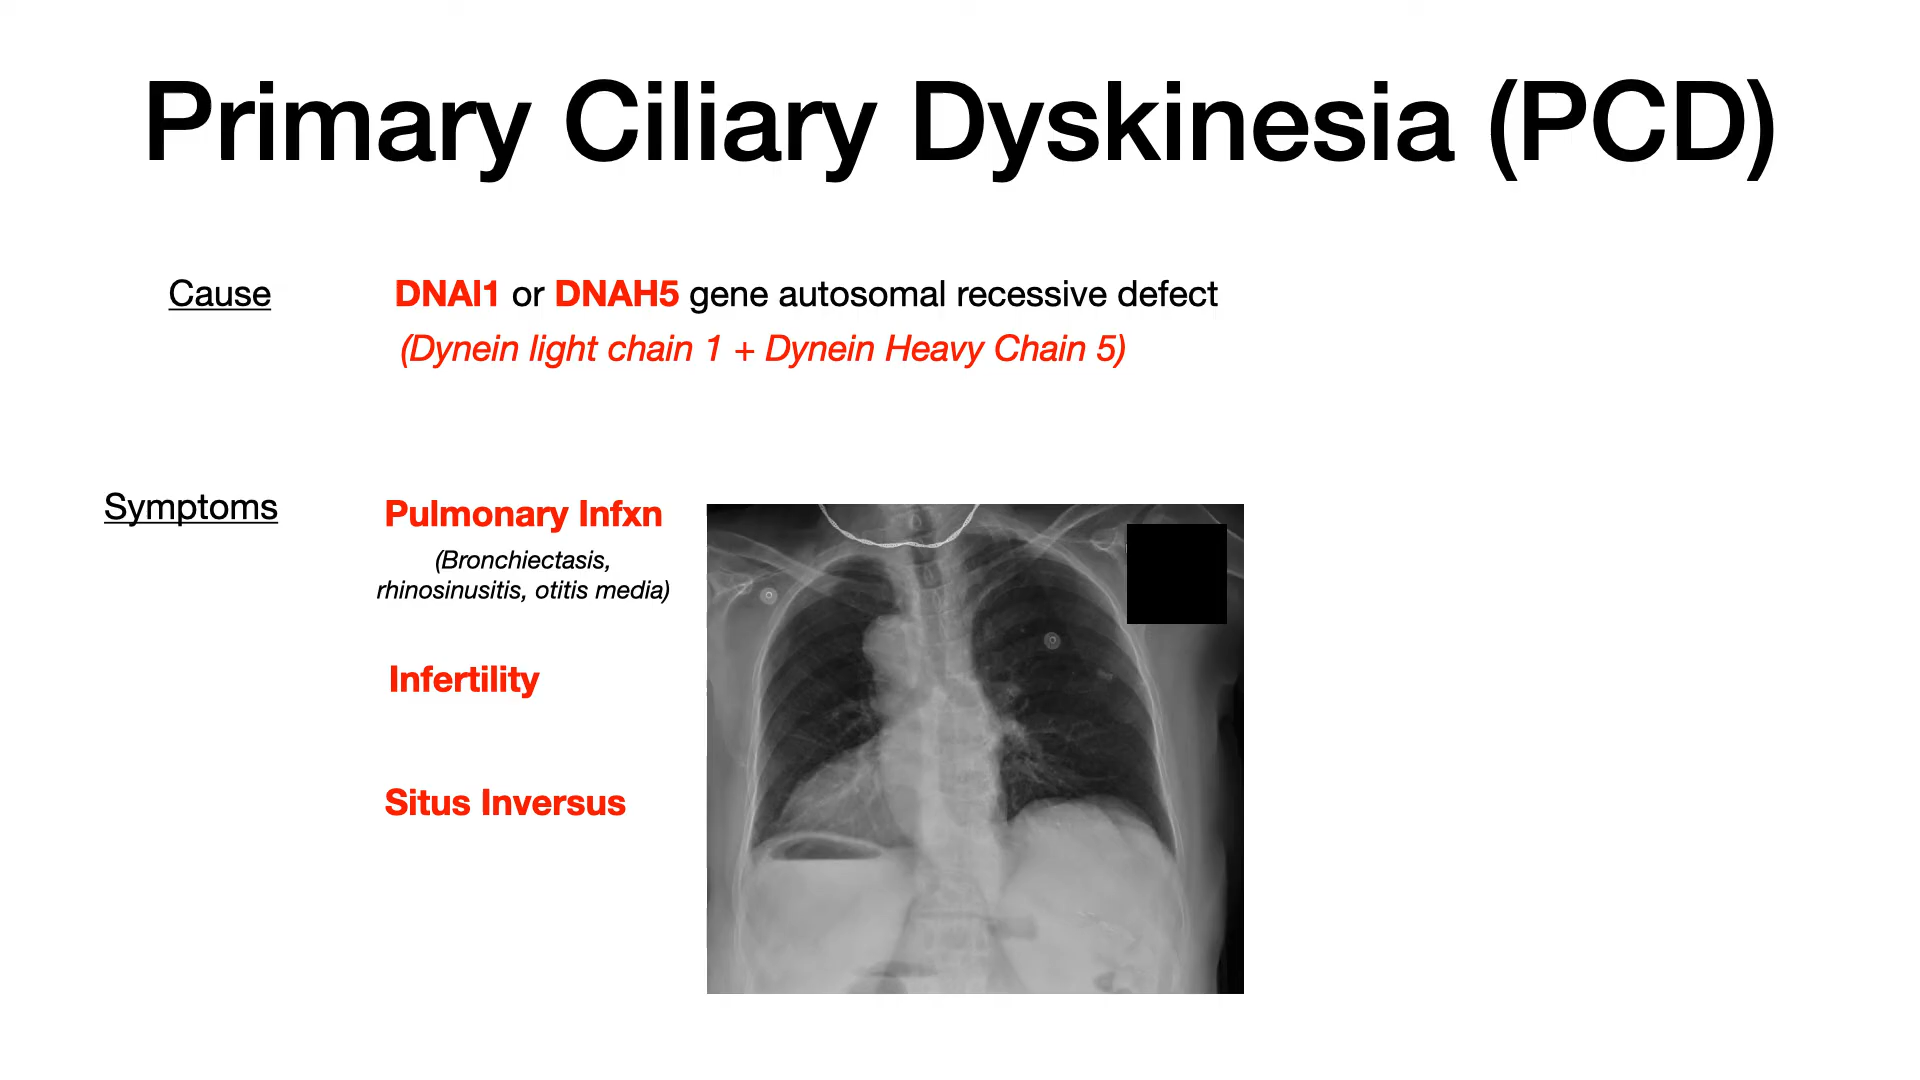 Primary Ciliary Dyskinesia (PCD)
Cause
DNAI1 or DNAH5 gene autosomal recessive defect
(Dynein light chain 1 + Dynein Heavy Chain 5)
Symptoms
Pulmonary Infxn
(Bronchiectasis,
rhinosinusitis, otitis media)
Infertility
Situs Inversus